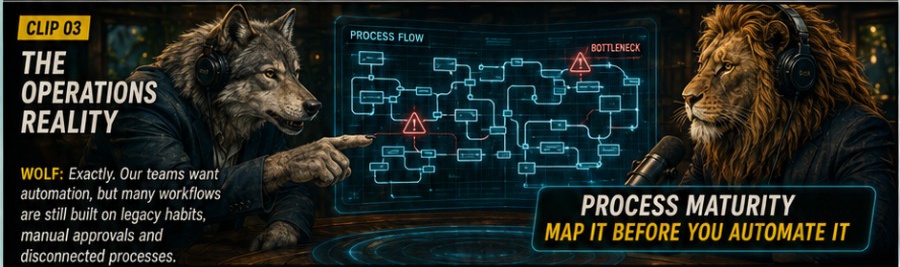 CLIP 03
THE
OPERATIONS
REALITY
WOLF: Exactly. Our teams want
automation, but many workflows
are still built on legacy habits,
manual approvals and
disconnected processes.
PROCESS FLOW
BOTTLENECK
PROCESS MATURITY
MAP IT BEFORE YOU AUTOMATE IT